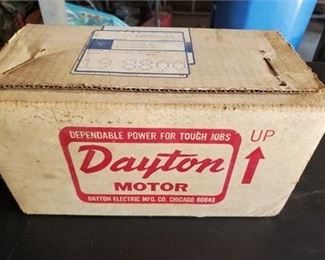 DEPENDABLE POWER FOR TOUGH JOBS
UP
Dayton
MOTOR
DAYTON ELECTRIC MFG. CO. CHICAGO 60648